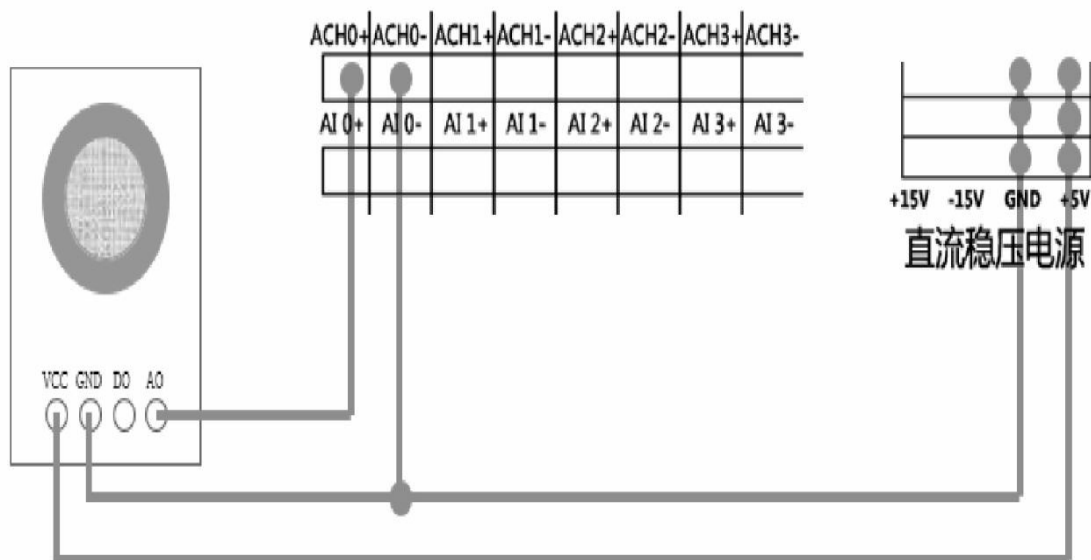 ACH0+ ACH0- ACH1+ ACH1- ACH2+ ACH2- ACH3+ ACH3-
AI 0+ AI 0- AI 1+ AI 1- AI 2+ AI 2- AI 3+ AI 3-
+15V -15V GND +5V
直流稳压电源
VCC GND DO AO